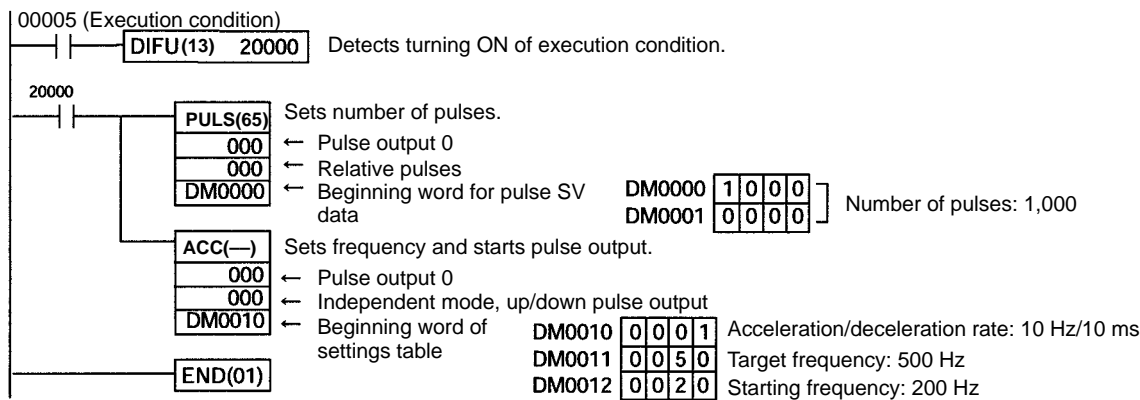 00005 (Execution condition)
DIFU(13) 20000 Detects turning ON of execution condition.
20000
PULS(65) Sets number of pulses.
000 ← Pulse output 0
000 ← Relative pulses
DM0000 ← Beginning word for pulse SV data
DM0000 1 0 0 0
DM0001 0 0 0 0
Number of pulses: 1,000
ACC(—) Sets frequency and starts pulse output.
000 ← Pulse output 0
000 ← Independent mode, up/down pulse output
DM0010 ← Beginning word of settings table
DM0010 0 0 0 1 Acceleration/deceleration rate: 10 Hz/10 ms
DM0011 0 0 5 0 Target frequency: 500 Hz
DM0012 0 0 2 0 Starting frequency: 200 Hz
END(01)